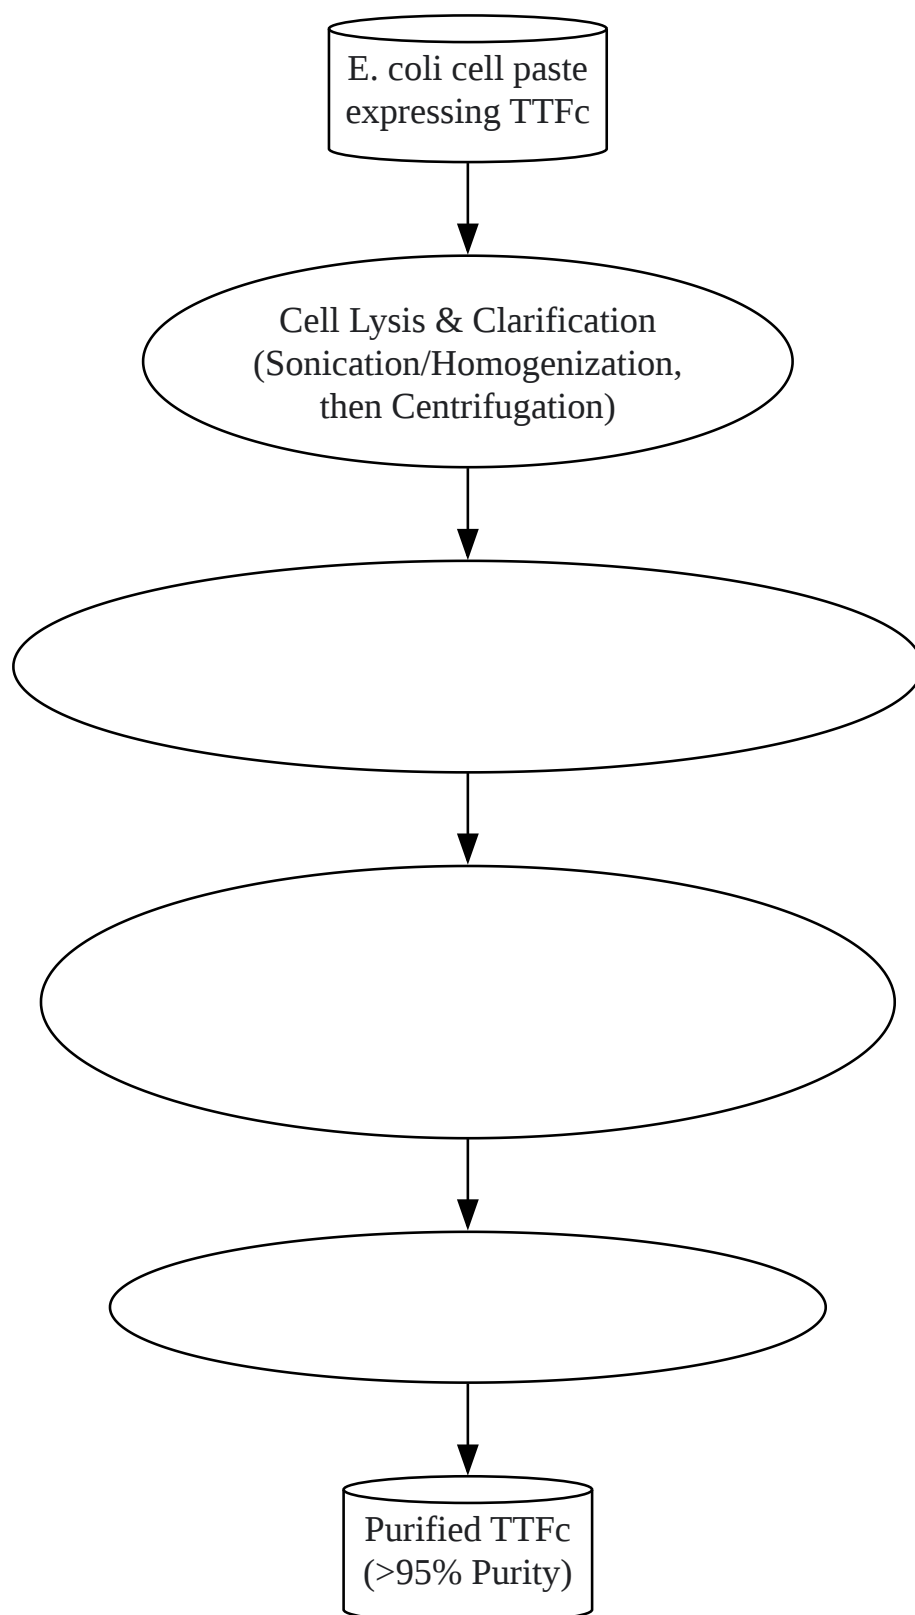 E. coli cell paste
expressing TTFc
Cell Lysis & Clarification
(Sonication/Homogenization,
then Centrifugation)
Purified TTFc
(>95% Purity)